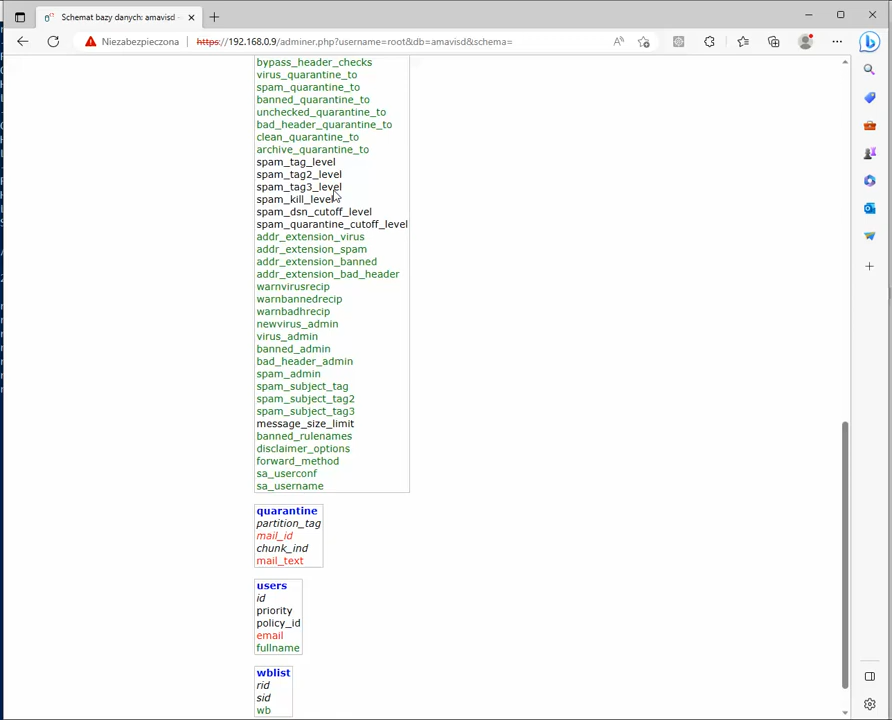 Schemat bazy danych: amavisd -
Niezabezpieczona
https://192.168.0.9/adminer.php?username=root&db=amavisd&schema=
bypass_header_checks
virus_quarantine_to
spam_quarantine_to
banned_quarantine_to
unchecked_quarantine_to
bad_header_quarantine_to
clean_quarantine_to
archive_quarantine_to
spam_tag_level
spam_tag2_level
spam_tag3_level
spam_kill_level
spam_dsn_cutoff_level
spam_quarantine_cutoff_level
addr_extension_virus
addr_extension_spam
addr_extension_banned
addr_extension_bad_header
warnvirusrecip
warnbannedrecip
warnbadhrecip
newvirus_admin
virus_admin
banned_admin
bad_header_admin
spam_admin
spam_subject_tag
spam_subject_tag2
spam_subject_tag3
message_size_limit
banned_rulenames
disclaimer_options
forward_method
sa_userconf
sa_username
quarantine
partition_tag
mail_id
chunk_ind
mail_text
users
id
priority
policy_id
email
fullname
wblist
rid
sid
wb